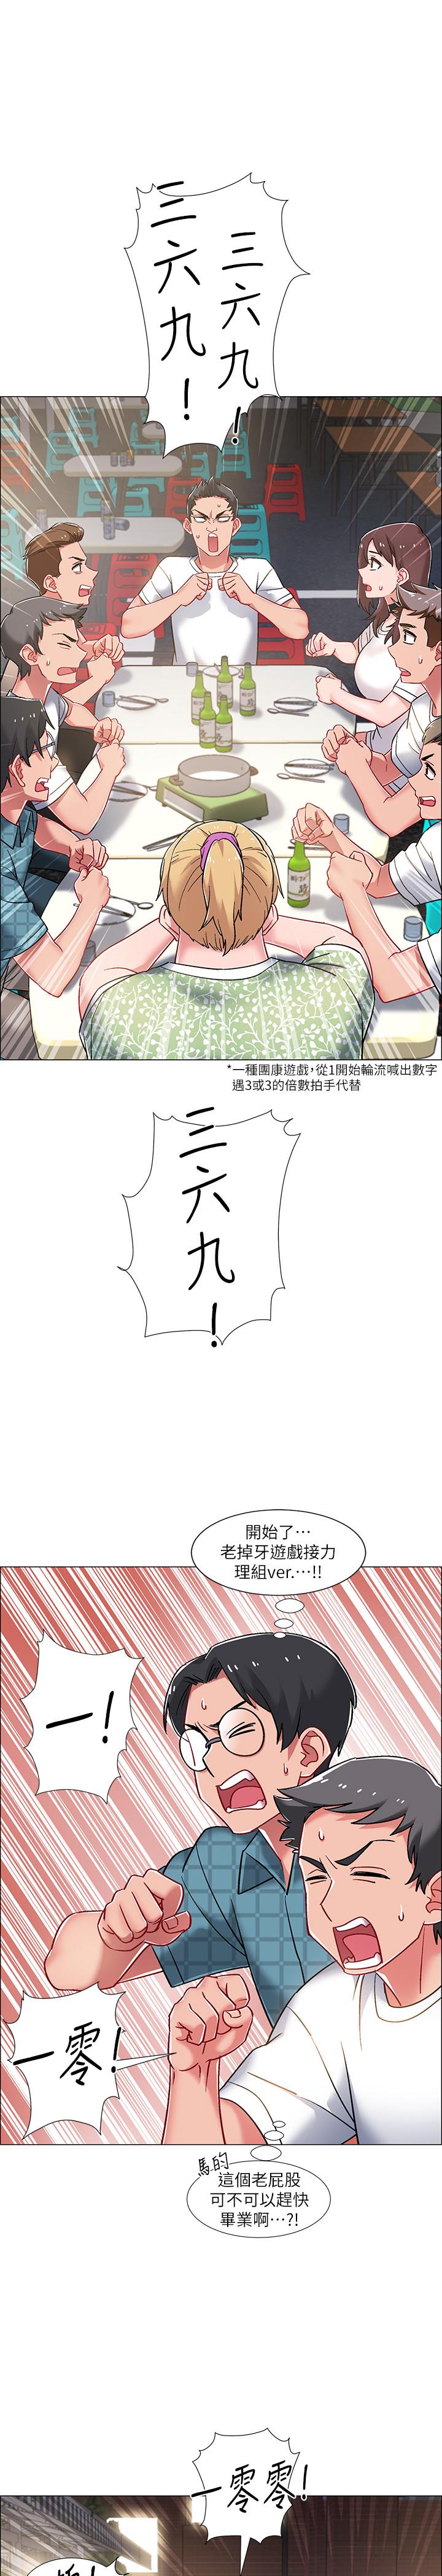 三六九！
三六九！
*一種團康遊戲，從1開始輪流喊出數字
遇3或3的倍數拍手代替
三六九！
開始了⋯
老掉牙遊戲接力
理組ver.⋯!!
一！
一零！
馬的
這個老屁股
可不可以趕快
畢業啊⋯?!
一零零！